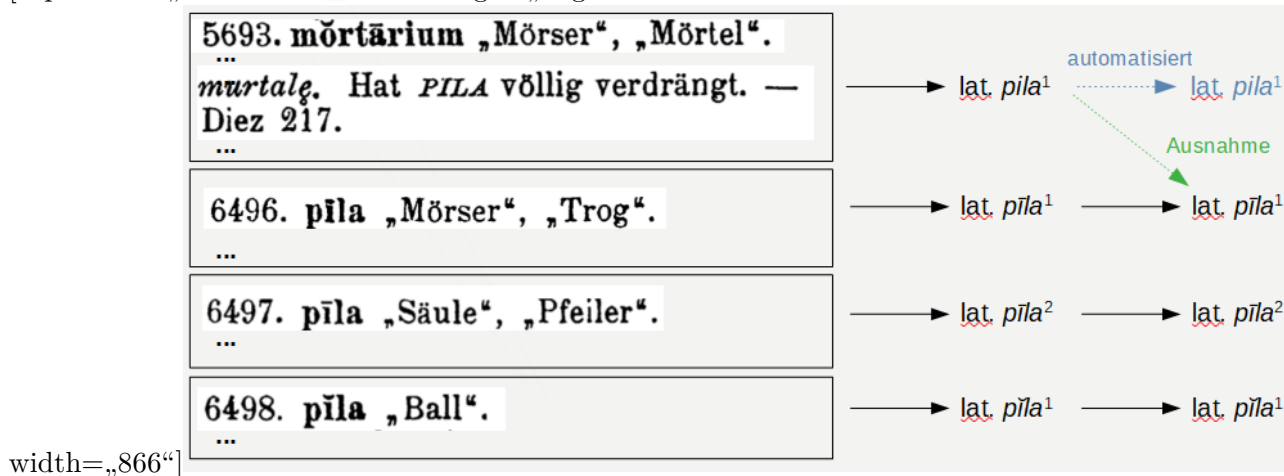 5693. mŏrtārium „Mörser“, „Mörtel“.
...
murtalę. Hat PILA völlig verdrängt. —
Diez 217.
...
lat. pila¹
automatisiert
lat. pila¹
Ausnahme
6496. pīla „Mörser“, „Trog“.
...
lat. pīla¹
lat. pīla¹
6497. pīla „Säule“, „Pfeiler“.
...
lat. pīla²
lat. pīla²
6498. pĭla „Ball“.
...
lat. pĭla¹
lat. pĭla¹
width=„866“]